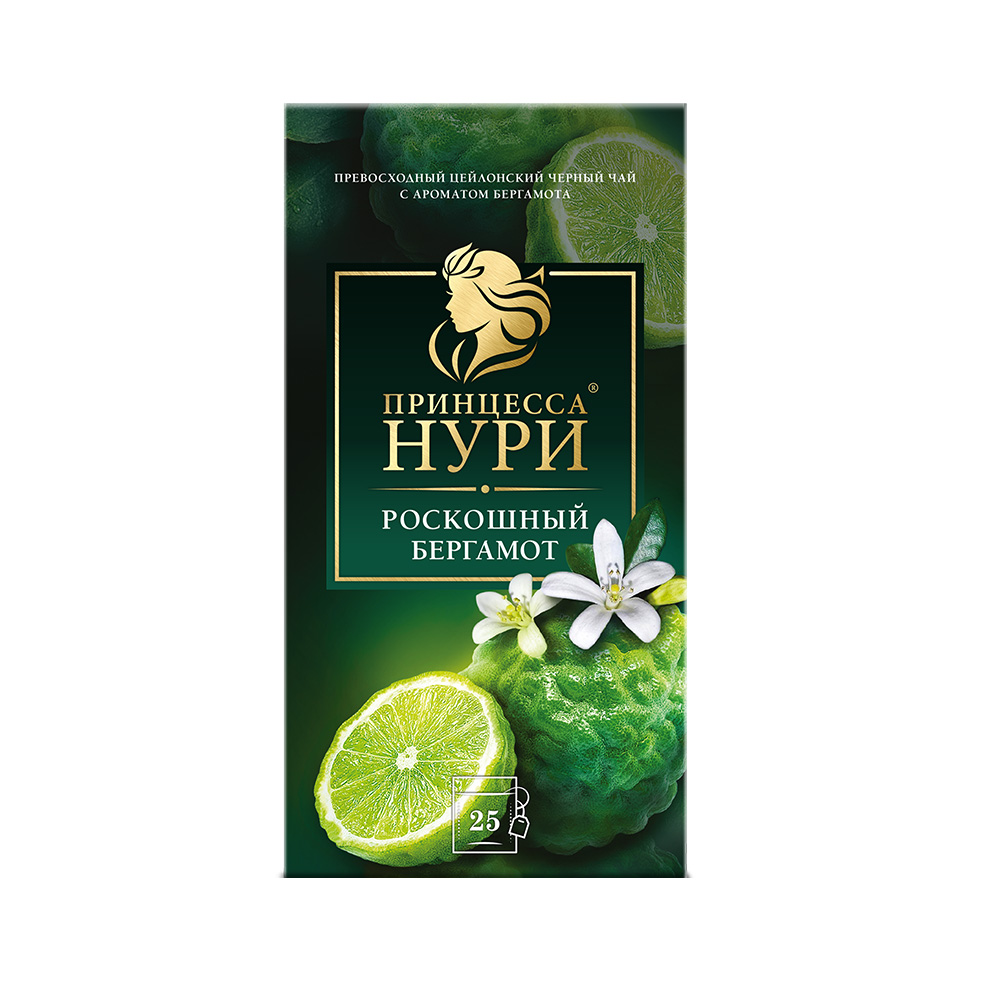 ПРЕВОСХОДНЫЙ ЦЕЙЛОНСКИЙ ЧЕРНЫЙ ЧАЙ
С АРОМАТОМ БЕРГАМОТА
ПРИНЦЕССА®
НУРИ
РОСКОШНЫЙ
БЕРГАМОТ
25